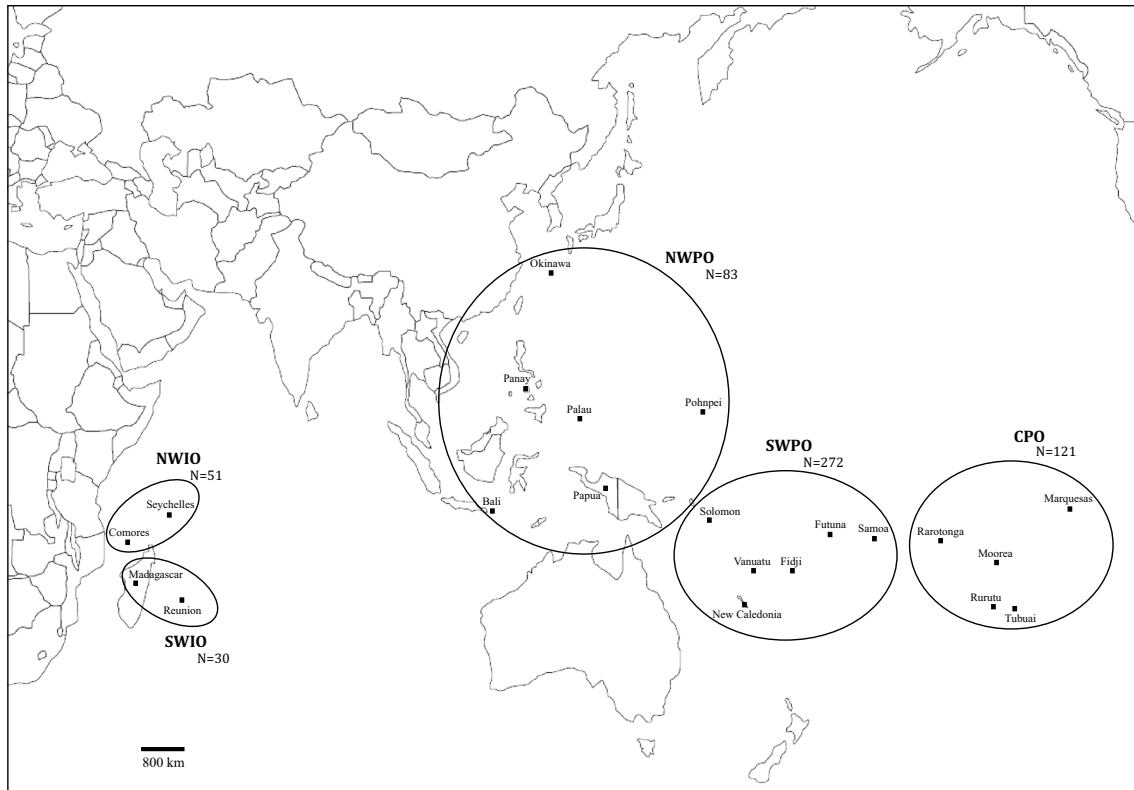 NWPO
N=83
Okinawa
Panay
Palau
Pohnpei
Bali
Papua
SWPO
N=272
Solomon
Futuna
Samoa
Vanuatu
Fidji
New Caledonia
CPO
N=121
Marquesas
Rarotonga
Moorea
Rurutu
Tubuai
NWIO
N=51
Seychelles
Comores
Madagascar
Reunion
SWIO
N=30
800 km